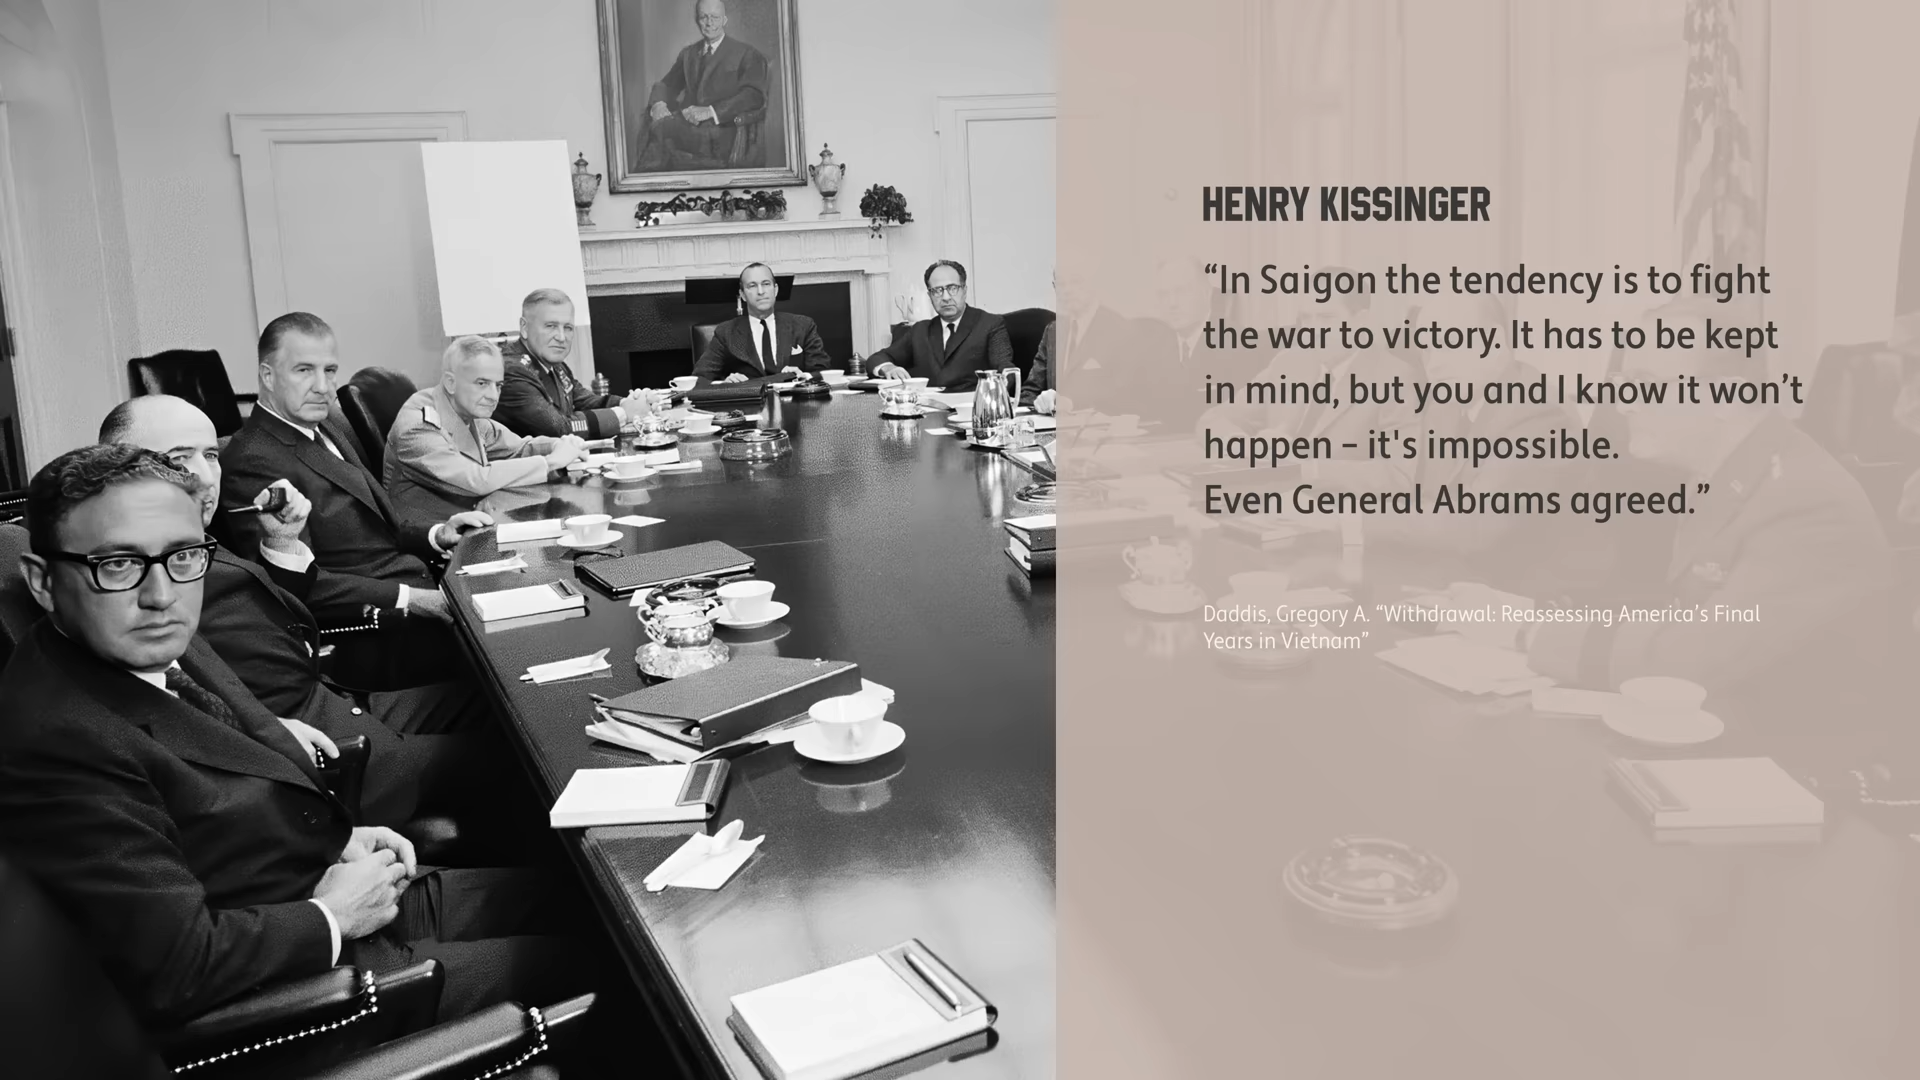 HENRY KISSINGER
“In Saigon the tendency is to fight
the war to victory. It has to be kept
in mind, but you and I know it won’t
happen – it's impossible.
Even General Abrams agreed.”
Daddis, Gregory A. “Withdrawal: Reassessing America’s Final
Years in Vietnam”